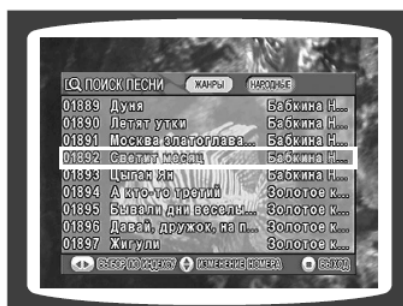 ПОИСК ПЕСНИ ЖАНРЫ НАРОДНЫЕ
01889 Дуня Бабкина Н...
01890 Летят утки Бабкина Н...
01891 Москва златоглава... Бабкина Н...
01892 Светит месяц Бабкина Н...
01893 Цыган Ян Бабкина Н...
01894 А кто-то третий Золотое к...
01895 Бывали дни веселы... Золотое к...
01896 Давай, дружок, на п... Золотое к...
01897 Жигули Золотое к...
ВЫБОР ПО ИНДЕКСУ ИЗМЕНЕНИЕ НОМЕРА ВЫХОД